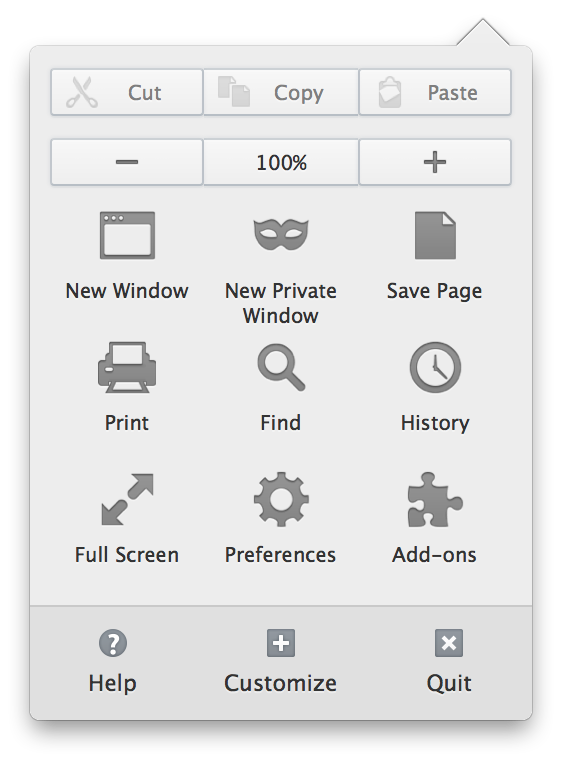 Cut Copy Paste
− 100% +
New Window New Private Window Save Page
Print Find History
Full Screen Preferences Add-ons
? Help Customize Quit